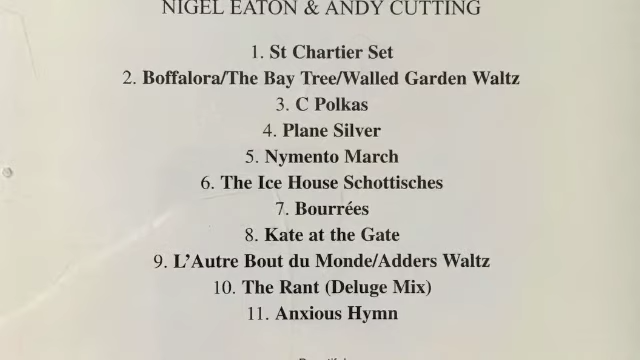 NIGEL EATON & ANDY CUTTING
1. St Chartier Set
2. Boffalora/The Bay Tree/Walled Garden Waltz
3. C Polkas
4. Plane Silver
5. Nymento March
6. The Ice House Schottisches
7. Bourrées
8. Kate at the Gate
9. L'Autre Bout du Monde/Adders Waltz
10. The Rant (Deluge Mix)
11. Anxious Hymn